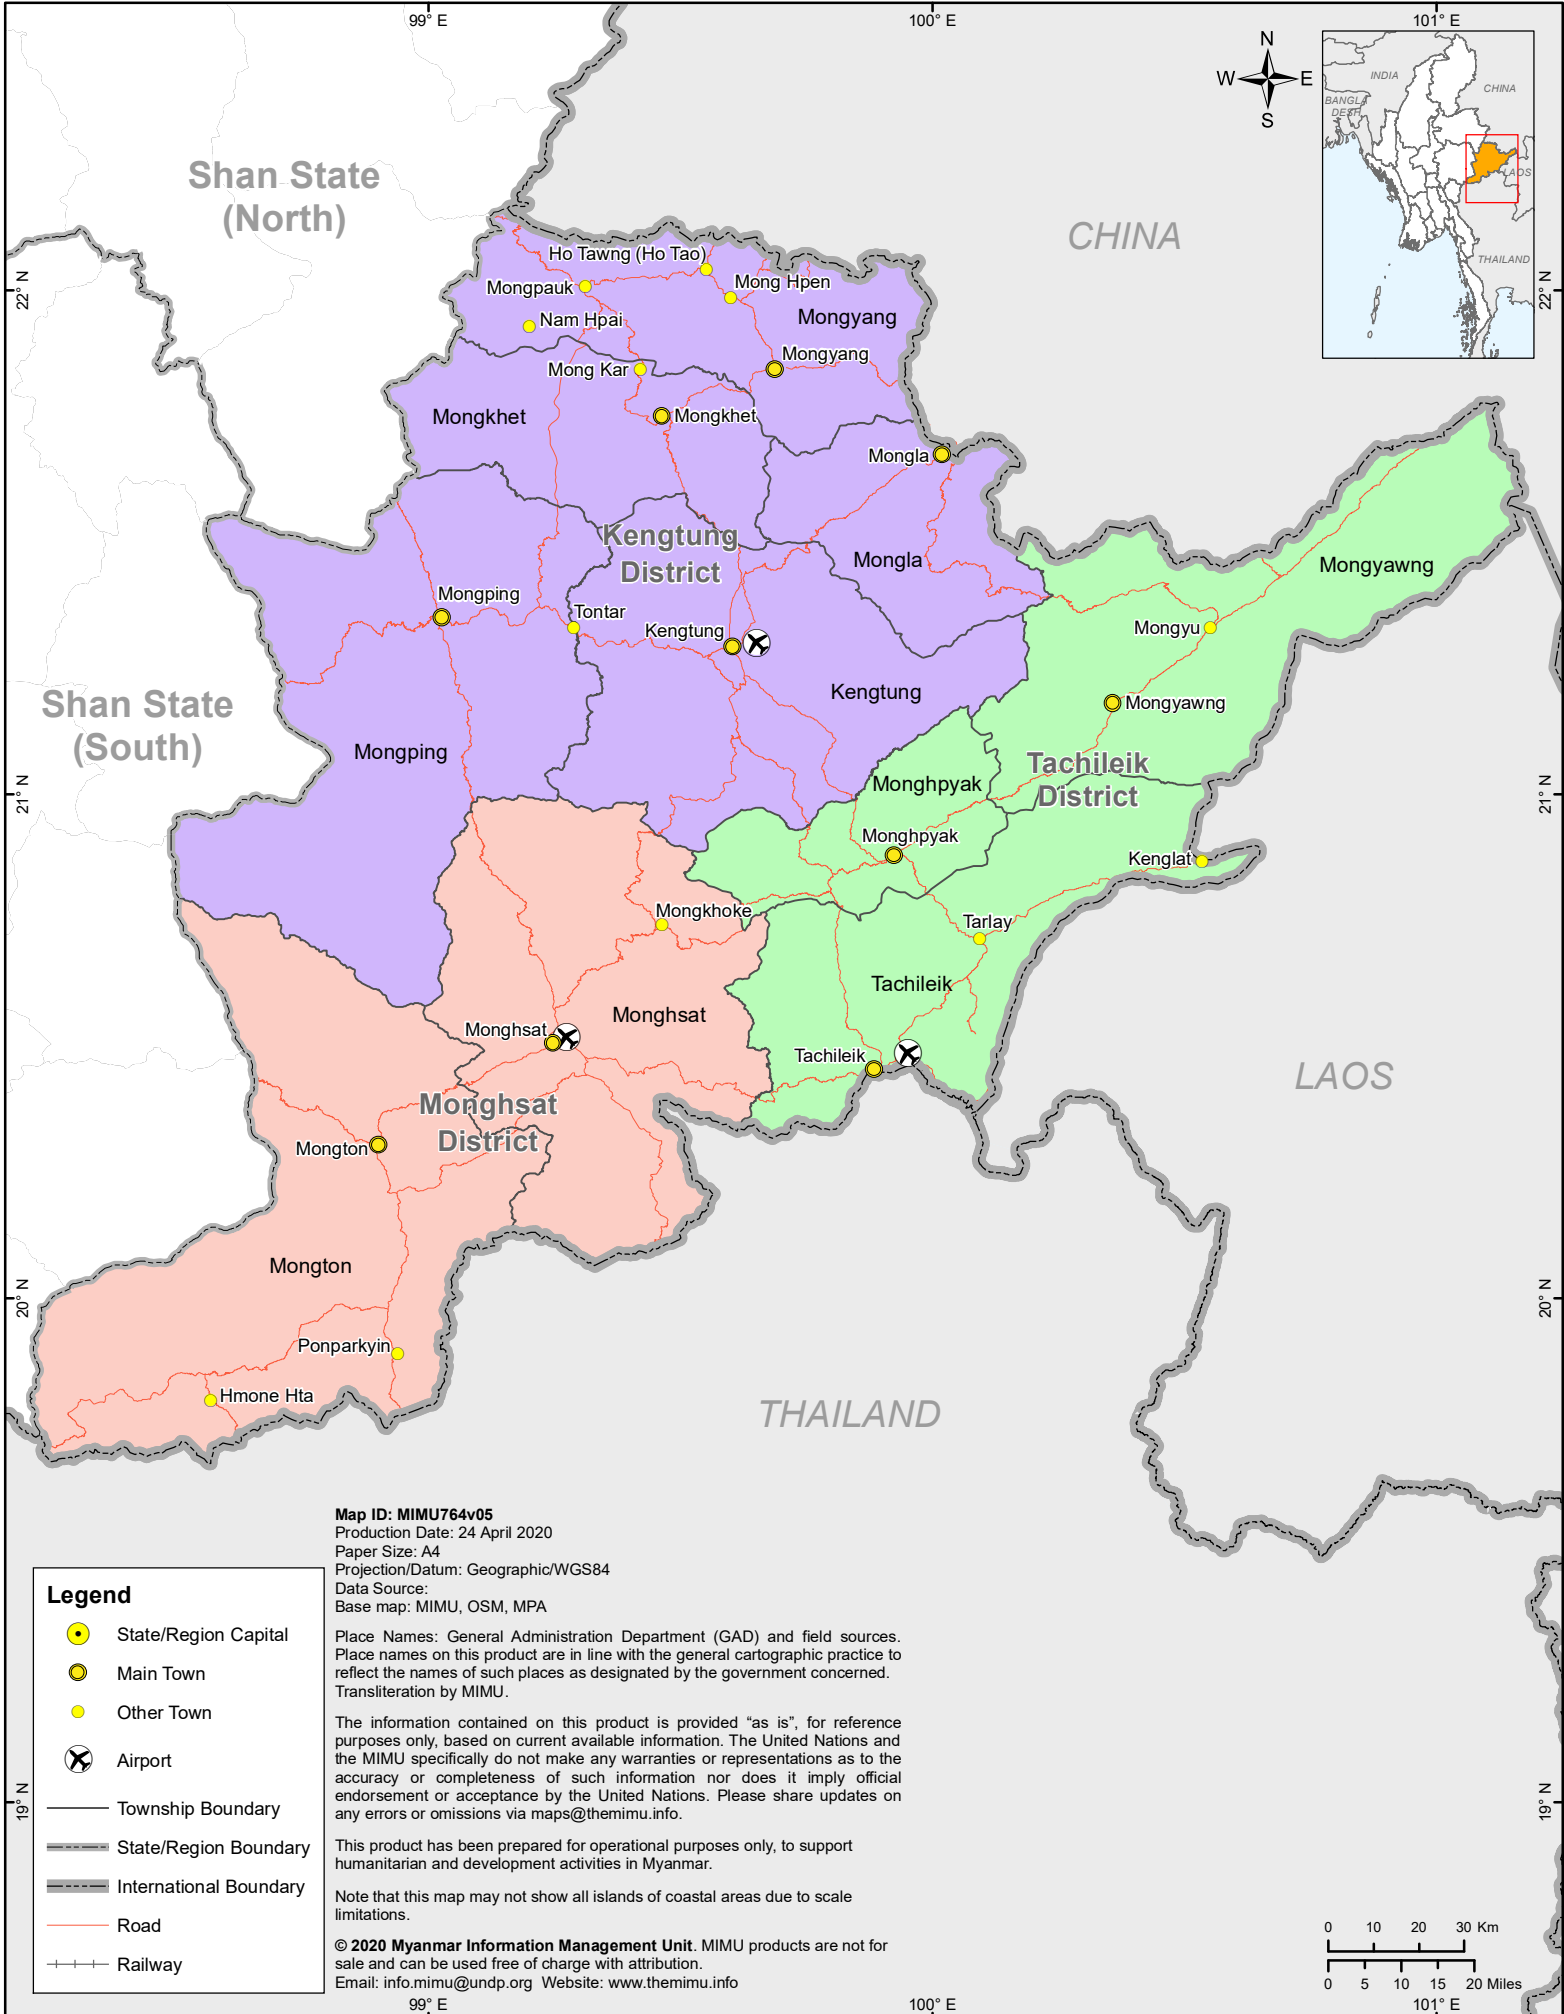 99° E
100° E
101° E
N
W
E
S
INDIA
CHINA
BANGLA
DESH
LAOS
THAILAND
Shan State
(North)
CHINA
22° N
22° N
Ho Tawng (Ho Tao)
Mongpauk
Mong Hpen
Nam Hpai
Mongyang
Mongyang
Mong Kar
Mongkhet
Mongkhet
Mongla
Kengtung
District
Mongla
Mongyawng
Mongping
Tontar
Kengtung
Mongyu
Kengtung
Mongyawng
Shan State
(South)
Mongping
Tachileik
District
Monghpyak
21° N
21° N
Monghpyak
Kenglat
Mongkhoke
Tarlay
Tachileik
Monghsat
Monghsat
Tachileik
LAOS
Monghsat
District
Mongton
Mongton
20° N
20° N
Ponparkyin
Hmone Hta
THAILAND
Map ID: MIMU764v05
Production Date: 24 April 2020
Paper Size: A4
Projection/Datum: Geographic/WGS84
Data Source:
Base map: MIMU, OSM, MPA
Place Names: General Administration Department (GAD) and field sources.
Place names on this product are in line with the general cartographic practice to
reflect the names of such places as designated by the government concerned.
Transliteration by MIMU.
The information contained on this product is provided “as is”, for reference
purposes only, based on current available information. The United Nations and
the MIMU specifically do not make any warranties or representations as to the
accuracy or completeness of such information nor does it imply official
endorsement or acceptance by the United Nations. Please share updates on
any errors or omissions via maps@themimu.info.
This product has been prepared for operational purposes only, to support
humanitarian and development activities in Myanmar.
Note that this map may not show all islands of coastal areas due to scale
limitations.
© 2020 Myanmar Information Management Unit. MIMU products are not for
sale and can be used free of charge with attribution.
Email: info.mimu@undp.org Website: www.themimu.info
Legend
State/Region Capital
Main Town
Other Town
Airport
Township Boundary
State/Region Boundary
International Boundary
Road
Railway
19° N
19° N
0 10 20 30 Km
0 5 10 15 20 Miles
99° E
100° E
101° E